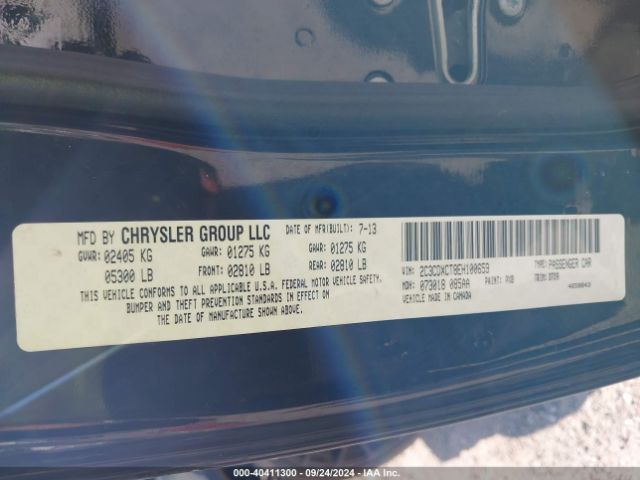 MFD BY CHRYSLER GROUP LLC DATE OF MFR(BUILT): 7-13
GVWR: 02405 KG GAWR: 01275 KG GAWR: 01275 KG
05300 LB FRONT: 02810 LB REAR: 02810 LB
THIS VEHICLE CONFORMS TO ALL APPLICABLE U.S.A. FEDERAL MOTOR VEHICLE SAFETY,
BUMPER AND THEFT PREVENTION STANDARDS IN EFFECT ON
THE DATE OF MANUFACTURE SHOWN ABOVE.
VIN: 2C3CDXCT8EH100659 TYPE: PASSENGER CAR
MDH: 073018 085AA PAINT: PXB TRIM:
VEHICLE MADE IN CANADA
000-40411300 - 09/24/2024 - IAA Inc.